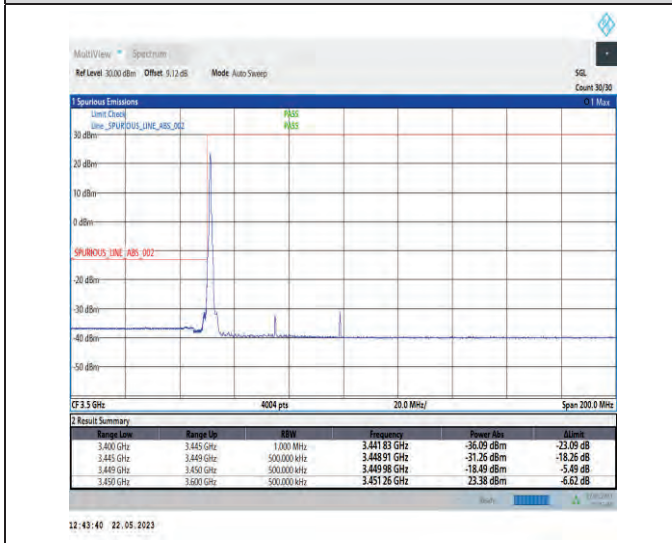 MultiView Spectrum
Ref Level 30.00 dBm Offset 9.12 dB Mode Auto Sweep SGL
Count 30/30
1 Spurious Emissions 1 Max
Limit Check PASS
Line _SPURIOUS_LINE_ABS_002 PASS
30 dBm
20 dBm
10 dBm
0 dBm
_SPURIOUS_LINE_ABS_002
-20 dBm
-30 dBm
-40 dBm
-50 dBm
CF 3.5 GHz 4004 pts 20.0 MHz/ Span 200.0 MHz
2 Result Summary
Range Low Range Up RBW Frequency Power Abs ΔLimit
3.400 GHz 3.445 GHz 1.000 MHz 3.441 83 GHz -36.09 dBm -23.09 dB
3.445 GHz 3.449 GHz 500.000 kHz 3.448 91 GHz -31.26 dBm -18.26 dB
3.449 GHz 3.450 GHz 500.000 kHz 3.449 98 GHz -18.49 dBm -5.49 dB
3.450 GHz 3.600 GHz 500.000 kHz 3.451 26 GHz 23.38 dBm -6.62 dB
Ready
12:43:40 22.05.2023